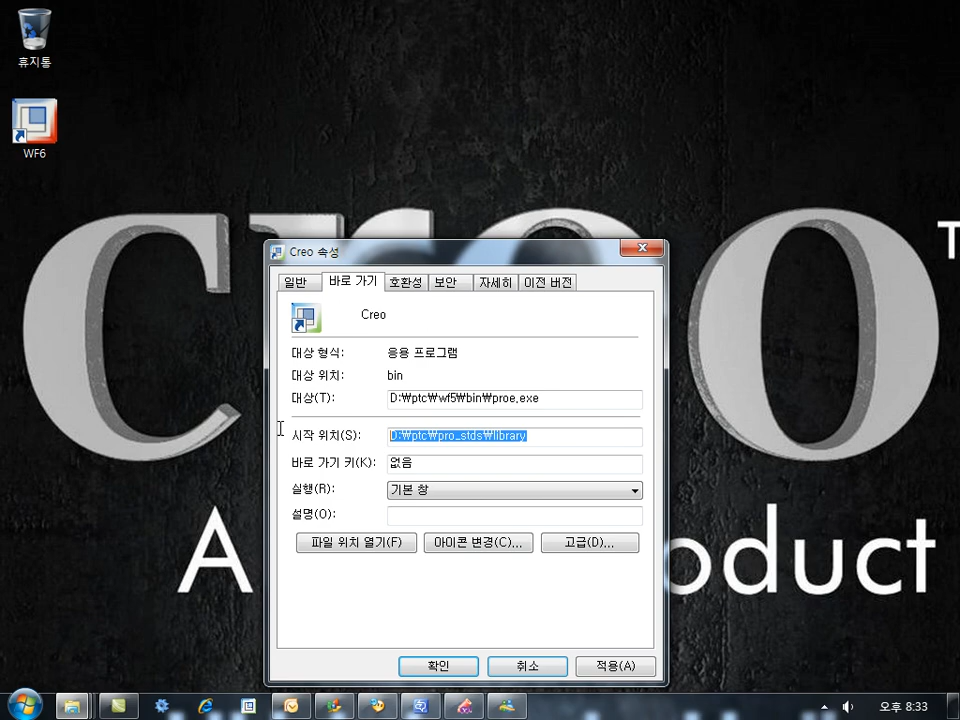 휴지통
WF6
creo
T
A
oduct
Creo 속성
일반 바로 가기 호환성 보안 자세히 이전 버전
Creo
대상 형식: 응용 프로그램
대상 위치: bin
대상(T): D:₩ptc₩wf5₩bin₩proe.exe
시작 위치(S): D:₩ptc₩pro_stds₩library
바로 가기 키(K): 없음
실행(R): 기본 창
설명(O):
파일 위치 열기(F) 아이콘 변경(C)... 고급(D)...
확인 취소 적용(A)
오후 8:33